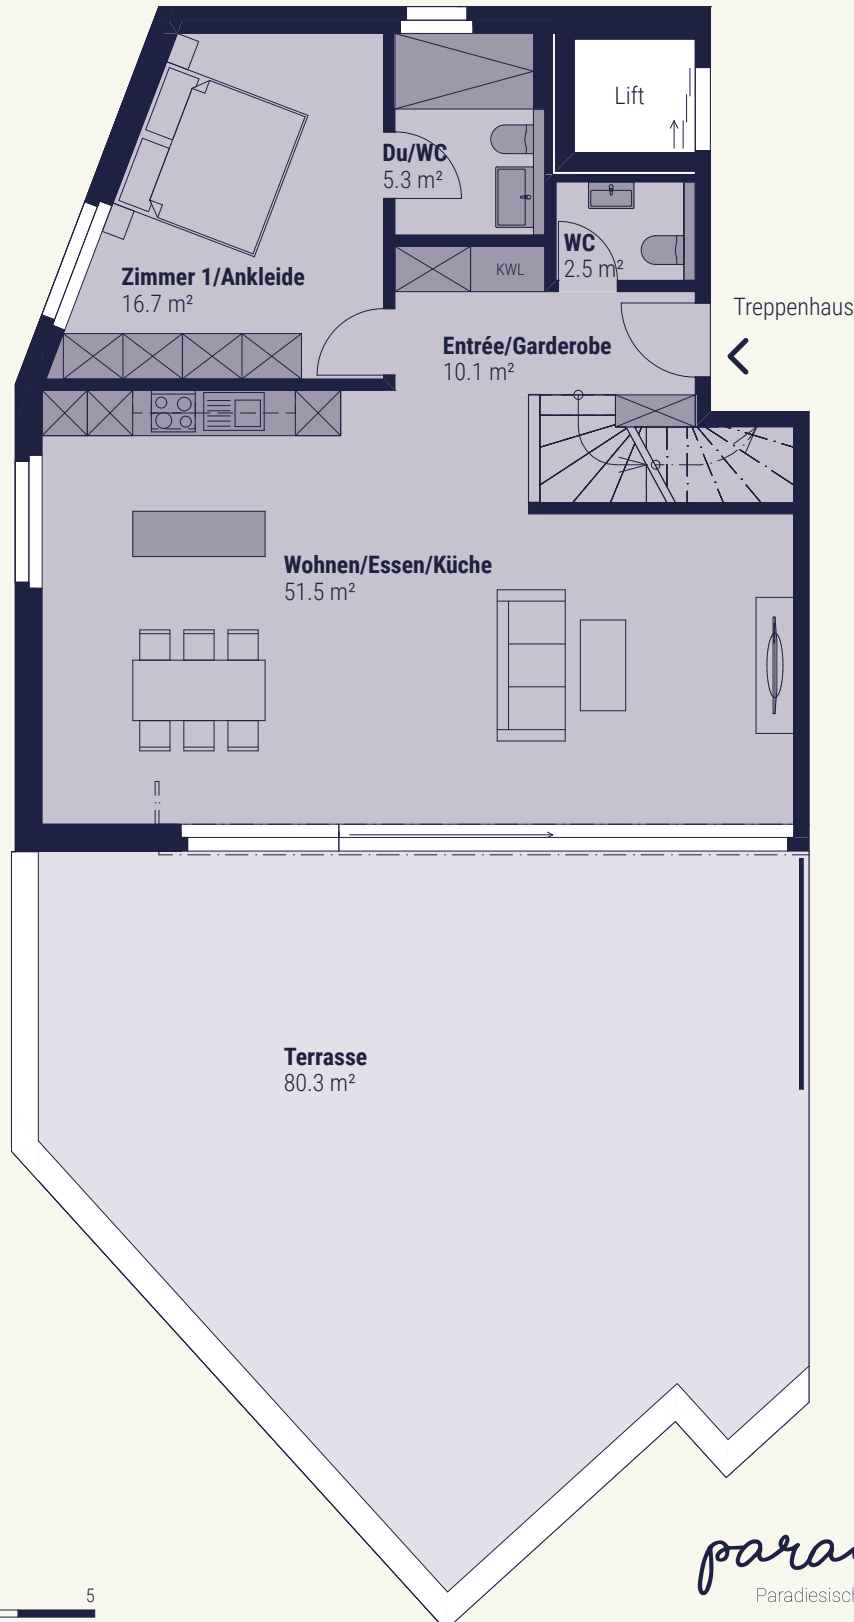 Lift
Du/WC
5.3 m²
WC
2.5 m²
KWL
Zimmer 1/Ankleide
16.7 m²
Treppenhaus
Entrée/Garderobe
10.1 m²
Wohnen/Essen/Küche
51.5 m²
Terrasse
80.3 m²
5
Paradiesisch